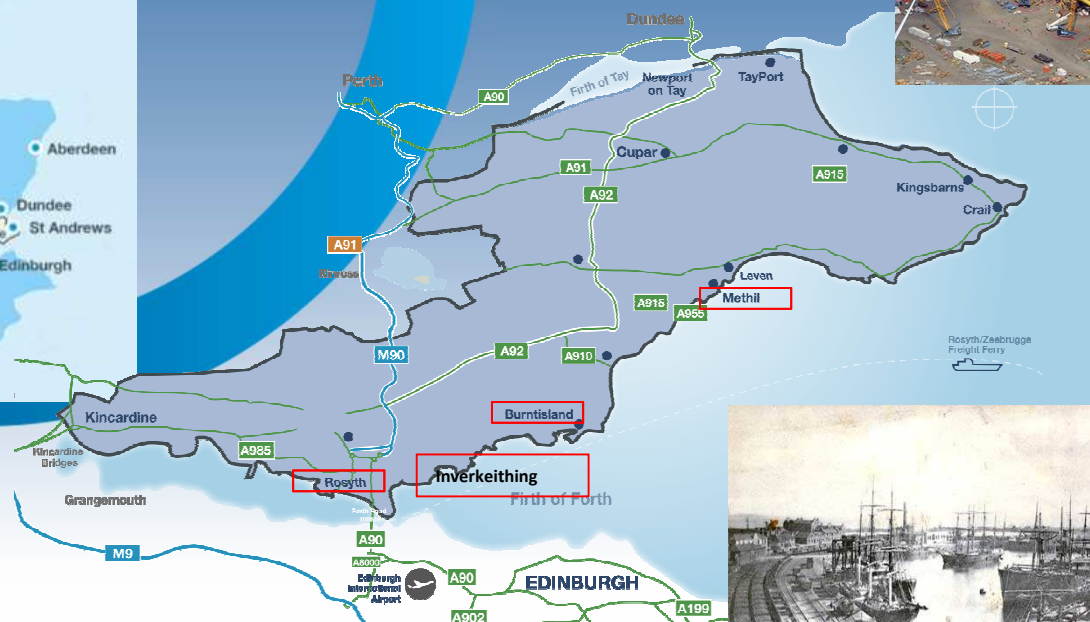 Dundee
Perth
Firth of Tay
Newport
on Tay
TayPort
A90
Aberdeen
Cupar
A91
A915
Kingsbarns
A92
Dundee
St Andrews
Crail
A91
Edinburgh
Kinross
Leven
Methil
A915
A955
M90
A92
A910
Rosyth/Zeebrugge
Freight Ferry
Kincardine
Burntisland
A985
Kincardine
Bridges
Rosyth
Inverkeithing
Grangemouth
Firth of Forth
A90
M9
A8000
Edinburgh
International
Airport
A90
EDINBURGH
A902
A199